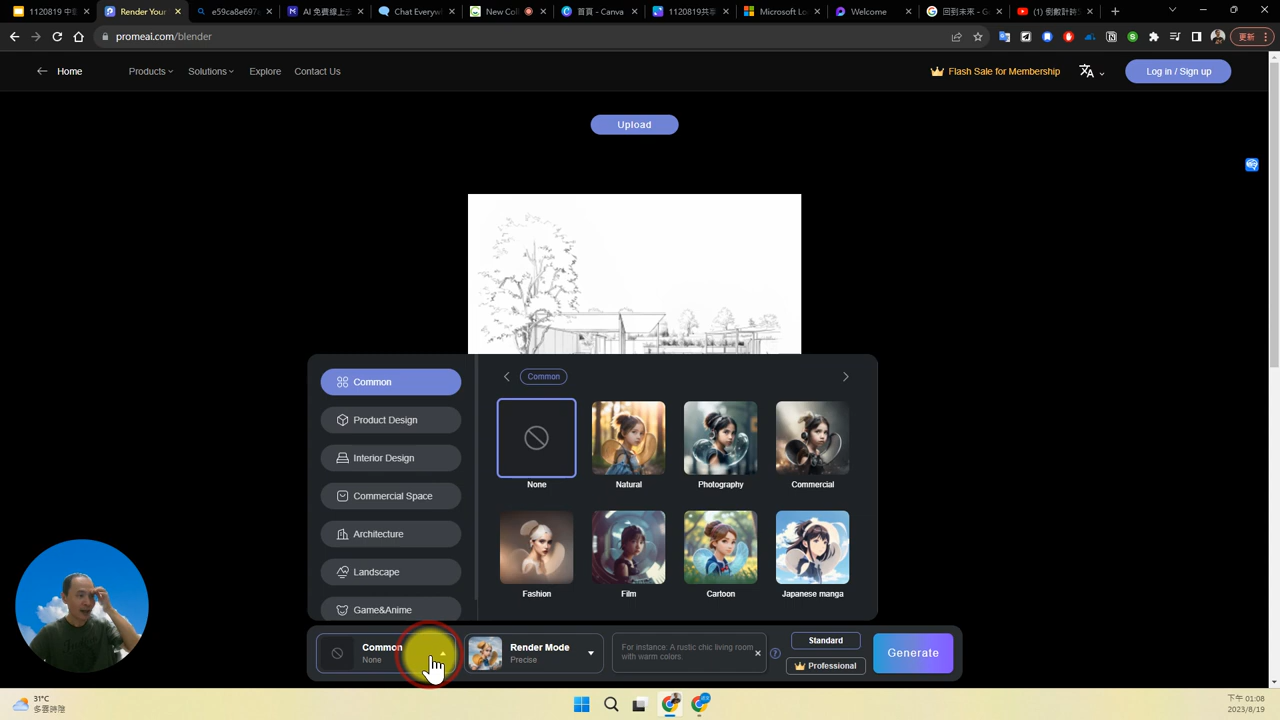 1120819 中
Render Your
e59ca8e697c
AI 免費線上
Chat Everyw
New Col
首頁 - Canva
1120819共
Microsoft Lo
Welcome
回到未來 - G
(1) 倒數計時
promeai.com/blender
更新
Home
Products
Solutions
Explore
Contact Us
Flash Sale for Membership
Log in / Sign up
Upload
Common
Product Design
Interior Design
Commercial Space
Architecture
Landscape
Game&Anime
Common
None
Natural
Photography
Commercial
Fashion
Film
Cartoon
Japanese manga
Common
None
Render Mode
Precise
For instance: A rustic chic living room
with warm colors.
Standard
Professional
Generate
31°C
多雲時陰
下午 01:08
2023/8/19